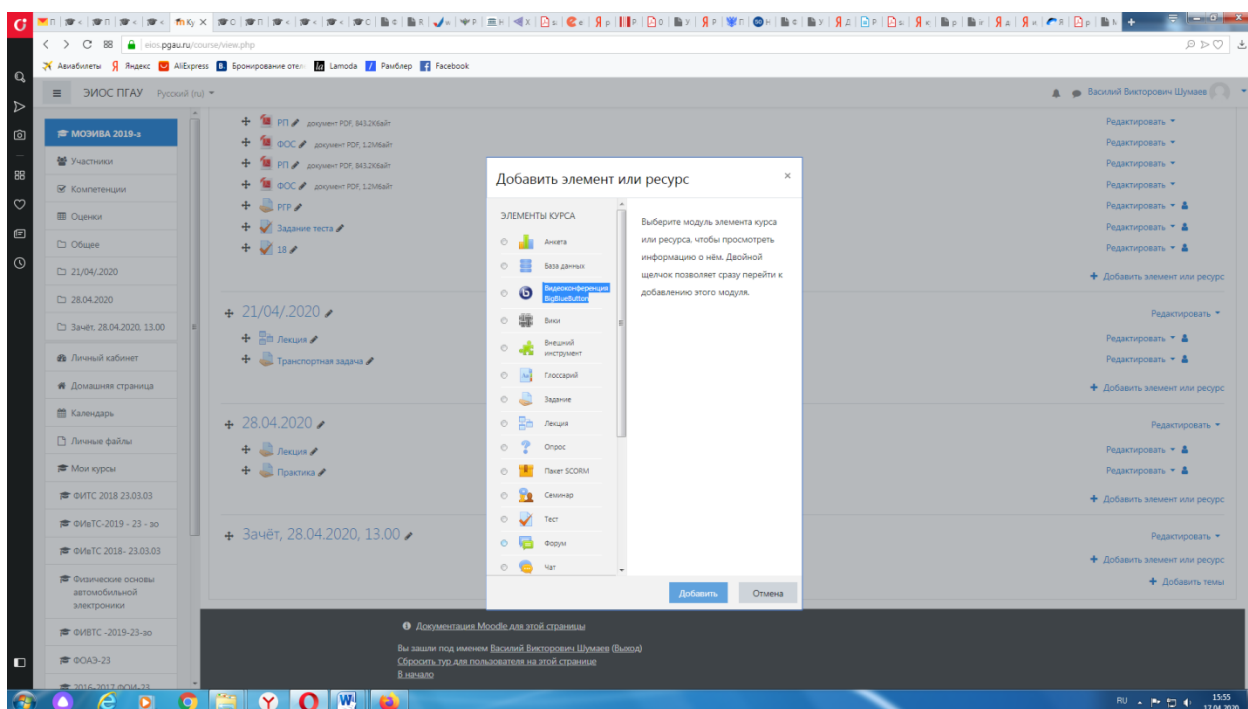 eios.pgau.ru/course/view.php
Авиабилеты Яндекс AliExpress Бронирование отел Lamoda Рамблер Facebook
ЭИОС ПГАУ Русский (ru)
Василий Викторович Шумаев
МОЭИВА 2019-з
Участники
Компетенции
Оценки
Общее
21/04/.2020
28.04.2020
Зачёт, 28.04.2020, 13.00
Личный кабинет
Домашняя страница
Календарь
Личные файлы
Мои курсы
ФИТС 2018 23.03.03
ФИвТС-2019 - 23 - зо
ФИвТС 2018- 23.03.03
Физические основы
автомобильной
электроники
ФИВТС -2019-23-зо
ФОАЭ-23
2016-2017 ФОИ-23
РП документ PDF, 843.2Кбайт Редактировать
ФОС документ PDF, 1.2Мбайт Редактировать
РП документ PDF, 843.2Кбайт Редактировать
ФОС документ PDF, 1.2Мбайт Редактировать
РГР Редактировать
Задание теста Редактировать
18 Редактировать
Добавить элемент или ресурс
21/04/.2020 Редактировать
Лекция Редактировать
Транспортная задача Редактировать
Добавить элемент или ресурс
28.04.2020 Редактировать
Лекция Редактировать
Практика Редактировать
Добавить элемент или ресурс
Зачёт, 28.04.2020, 13.00 Редактировать
Добавить элемент или ресурс
Добавить темы
Добавить элемент или ресурс ×
ЭЛЕМЕНТЫ КУРСА
Анкета
База данных
Видеоконференция
BigBlueButton
Вики
Внешний
инструмент
Глоссарий
Задание
Лекция
Опрос
Пакет SCORM
Семинар
Тест
Форум
Чат
Выберите модуль элемента курса
или ресурса, чтобы просмотреть
информацию о нём. Двойной
щелчок позволяет сразу перейти к
добавлению этого модуля.
Добавить Отмена
Документация Moodle для этой страницы
Вы зашли под именем Василий Викторович Шумаев (Выход)
Сбросить тур для пользователя на этой странице
В начало
RU 15:55
17.04.2020